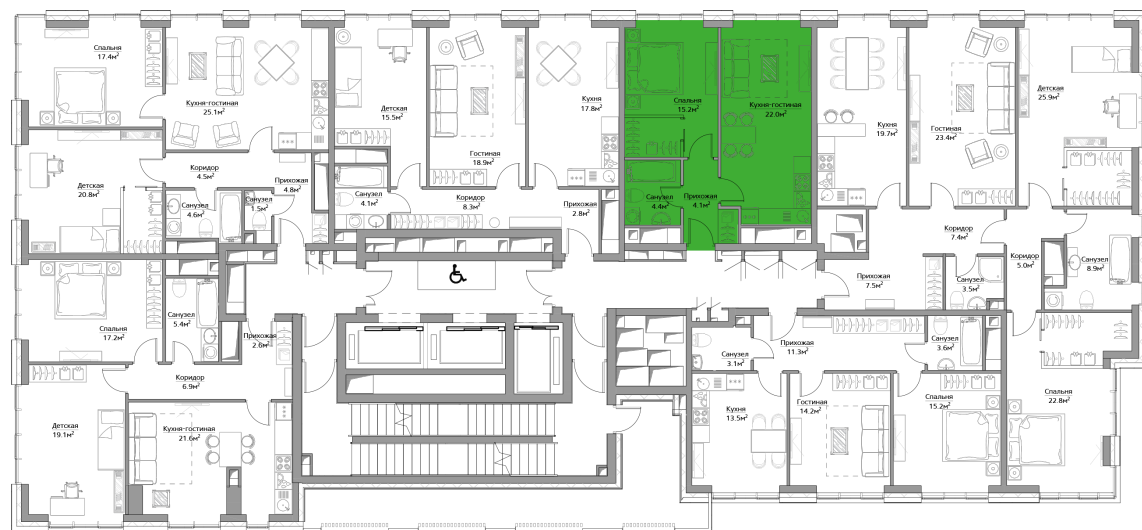 Спальня
17.4м²
Кухня-гостиная
25.1м²
Детская
15.5м²
Гостиная
18.9м²
Кухня
17.8м²
Спальня
15.2м²
Кухня-гостиная
22.0м²
Кухня
19.7м²
Гостиная
23.4м²
Детская
25.9м²
Детская
20.8м²
Коридор
4.5м²
Прихожая
4.8м²
Санузел
4.6м²
Санузел
1.5м²
Санузел
4.1м²
Коридор
8.3м²
Прихожая
2.8м²
Санузел
4.4м²
Прихожая
4.1м²
Коридор
7.4м²
Коридор
5.0м²
Санузел
8.9м²
Санузел
3.5м²
Прихожая
7.5м²
Спальня
17.2м²
Санузел
5.4м²
Прихожая
2.6м²
Коридор
6.9м²
Санузел
3.1м²
Прихожая
11.3м²
Санузел
3.6м²
Детская
19.1м²
Кухня-гостиная
21.6м²
Кухня
13.5м²
Гостиная
14.2м²
Спальня
15.2м²
Спальня
22.8м²